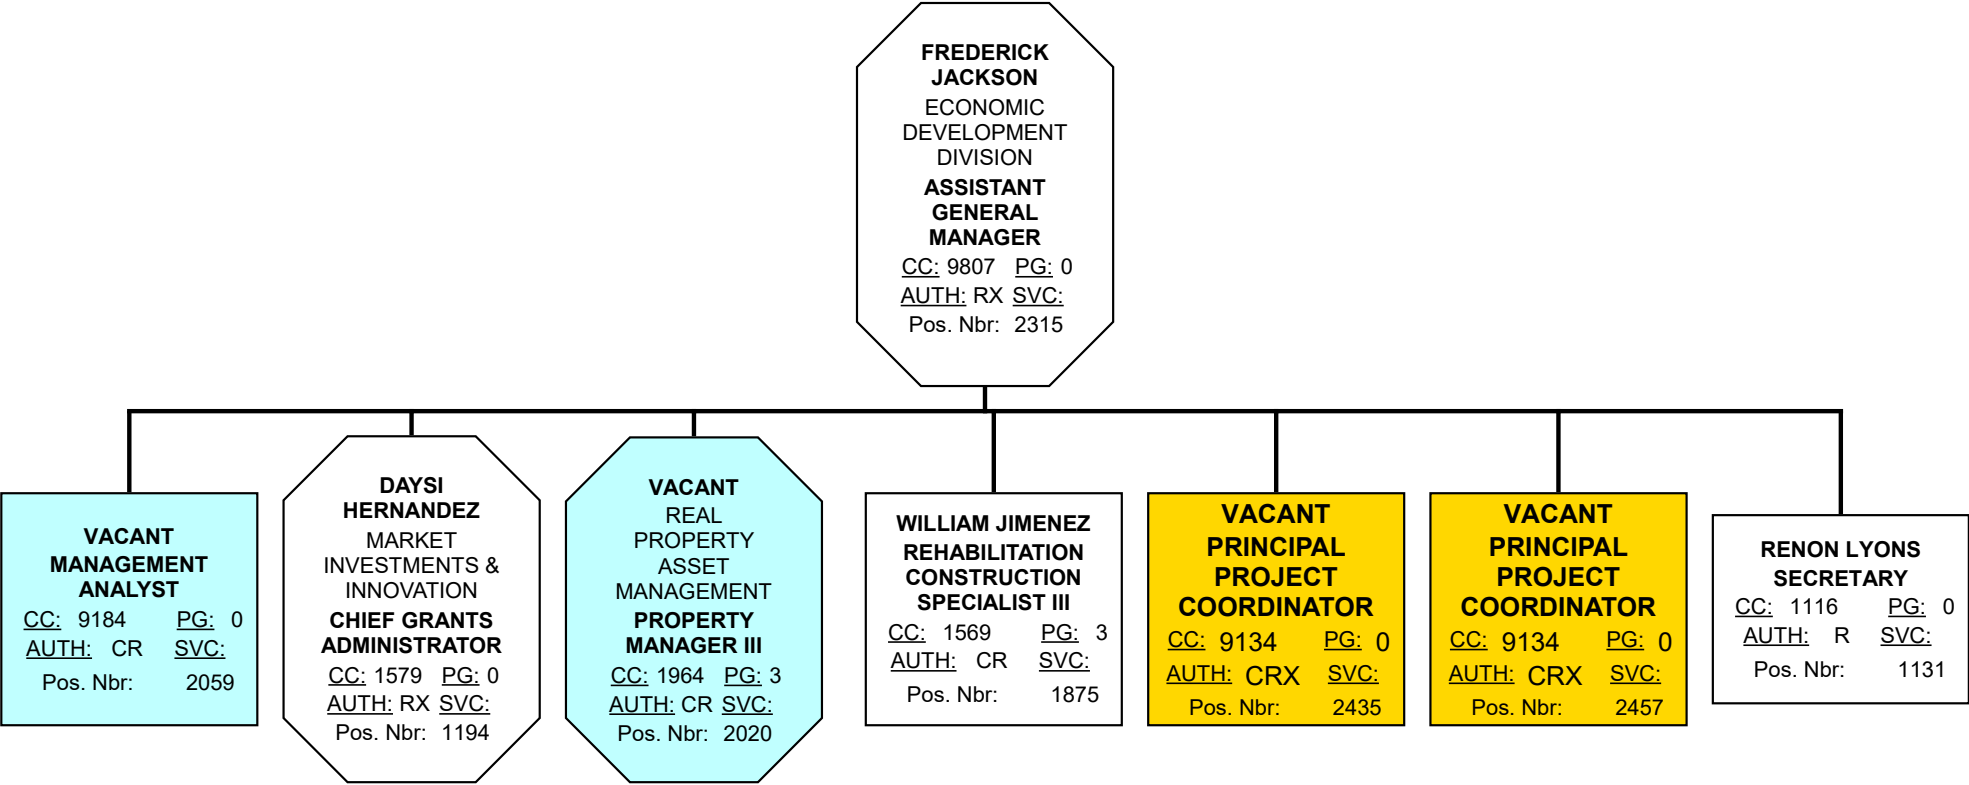 FREDERICK
JACKSON
ECONOMIC
DEVELOPMENT
DIVISION
ASSISTANT
GENERAL
MANAGER
CC: 9807 PG: 0
AUTH: RX SVC:
Pos. Nbr: 2315
VACANT
MANAGEMENT
ANALYST
CC: 9184 PG: 0
AUTH: CR SVC:
Pos. Nbr: 2059
DAYSI
HERNANDEZ
MARKET
INVESTMENTS &
INNOVATION
CHIEF GRANTS
ADMINISTRATOR
CC: 1579 PG: 0
AUTH: RX SVC:
Pos. Nbr: 1194
VACANT
REAL
PROPERTY
ASSET
MANAGEMENT
PROPERTY
MANAGER III
CC: 1964 PG: 3
AUTH: CR SVC:
Pos. Nbr: 2020
WILLIAM JIMENEZ
REHABILITATION
CONSTRUCTION
SPECIALIST III
CC: 1569 PG: 3
AUTH: CR SVC:
Pos. Nbr: 1875
VACANT
PRINCIPAL
PROJECT
COORDINATOR
CC: 9134 PG: 0
AUTH: CRX SVC:
Pos. Nbr: 2435
VACANT
PRINCIPAL
PROJECT
COORDINATOR
CC: 9134 PG: 0
AUTH: CRX SVC:
Pos. Nbr: 2457
RENON LYONS
SECRETARY
CC: 1116 PG: 0
AUTH: R SVC:
Pos. Nbr: 1131